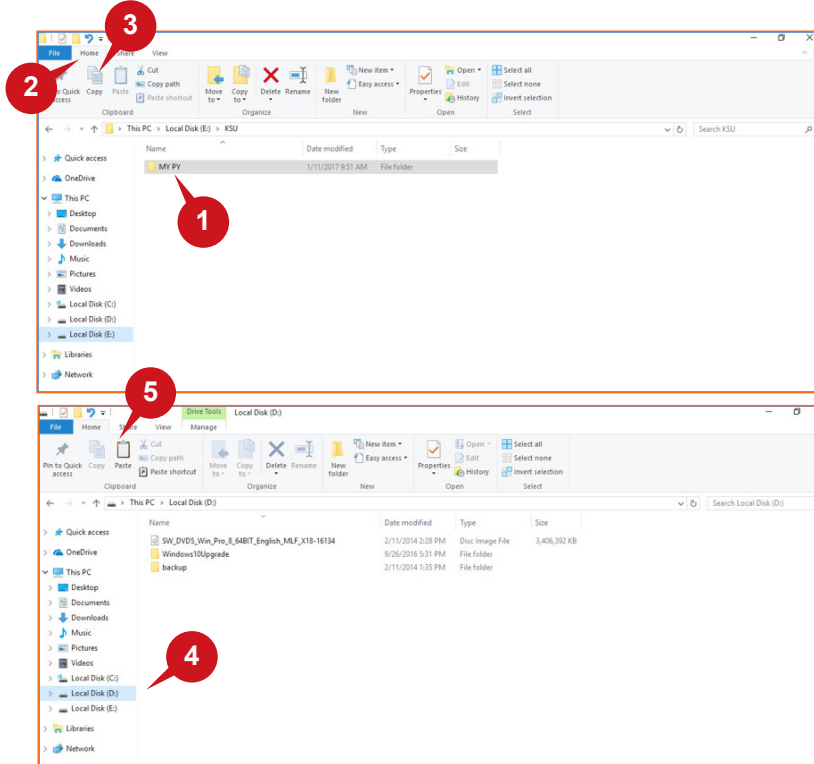 3
File Home Share View
2
Pin to Quick access Copy Paste
Cut
Copy path
Paste shortcut
Move to Copy to Delete Rename
New folder
New item
Easy access
Properties
Open
Edit
History
Select all
Select none
Invert selection
Clipboard Organize New Open Select
This PC > Local Disk (E:) > KSU
Search KSU
Name Date modified Type Size
MY PY 1/11/2017 9:51 AM File folder
1
Quick access
OneDrive
This PC
Desktop
Documents
Downloads
Music
Pictures
Videos
Local Disk (C:)
Local Disk (D:)
Local Disk (E:)
Libraries
Network
5
Drive Tools Local Disk (D:)
File Home Share View Manage
Pin to Quick access Copy Paste
Cut
Copy path
Paste shortcut
Move to Copy to Delete Rename
New folder
New item
Easy access
Properties
Open
Edit
History
Select all
Select none
Invert selection
Clipboard Organize New Open Select
This PC > Local Disk (D:)
Search Local Disk (D:)
Name Date modified Type Size
SW_DVD5_Win_Pro_8_64BIT_English_MLF_X18-16134 2/11/2014 2:28 PM Disc Image File 3,406,392 KB
Windows10Upgrade 9/26/2016 5:31 PM File folder
backup 2/11/2014 1:35 PM File folder
Quick access
OneDrive
This PC
Desktop
Documents
Downloads
Music
Pictures
Videos
4
Local Disk (C:)
Local Disk (D:)
Local Disk (E:)
Libraries
Network